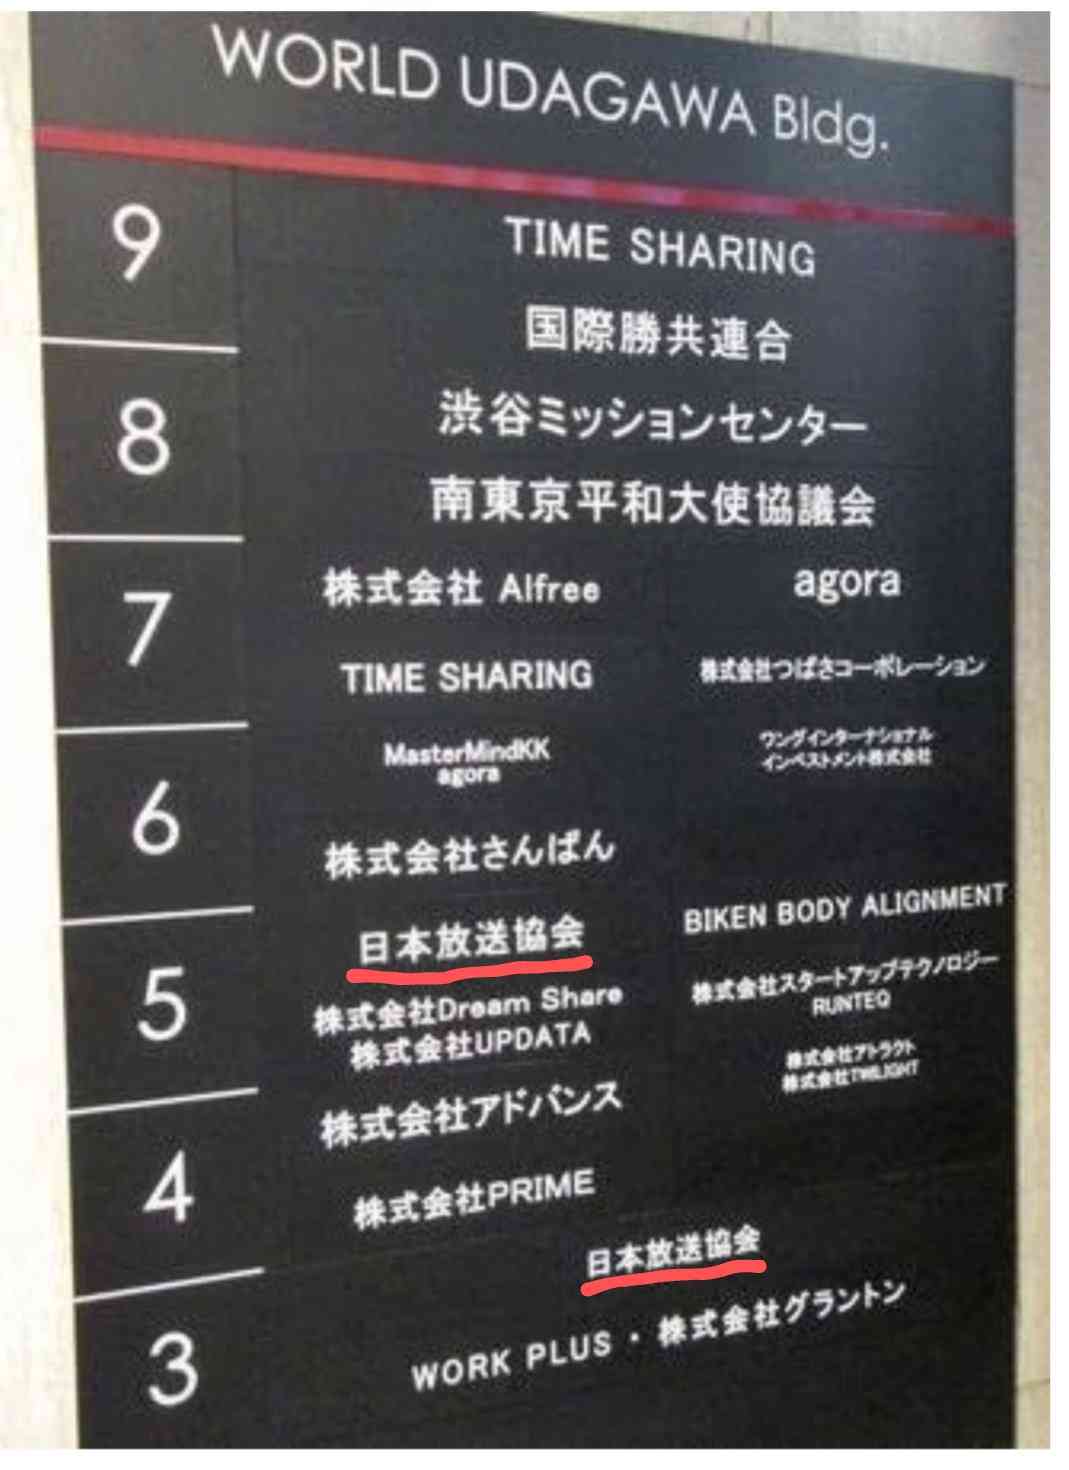 WORLD UDAGAWA Bldg.
9
TIME SHARING
国際勝共連合
8
渋谷ミッションセンター
南東京平和大使協議会
7
株式会社 Alfree
agora
TIME SHARING
株式会社つばさコーポレーション
6
MasterMindKK
agora
ワングインターナショナル
インベストメント株式会社
株式会社さんぱん
5
日本放送協会
BIKEN BODY ALIGNMENT
株式会社Dream Share
株式会社UPDATA
株式会社スタートアップテクノロジー
RUNTEQ
株式会社アドバンス
株式会社アトラクト
株式会社TWILIGHT
4
株式会社PRIME
日本放送協会
3
WORK PLUS ・ 株式会社グラントン